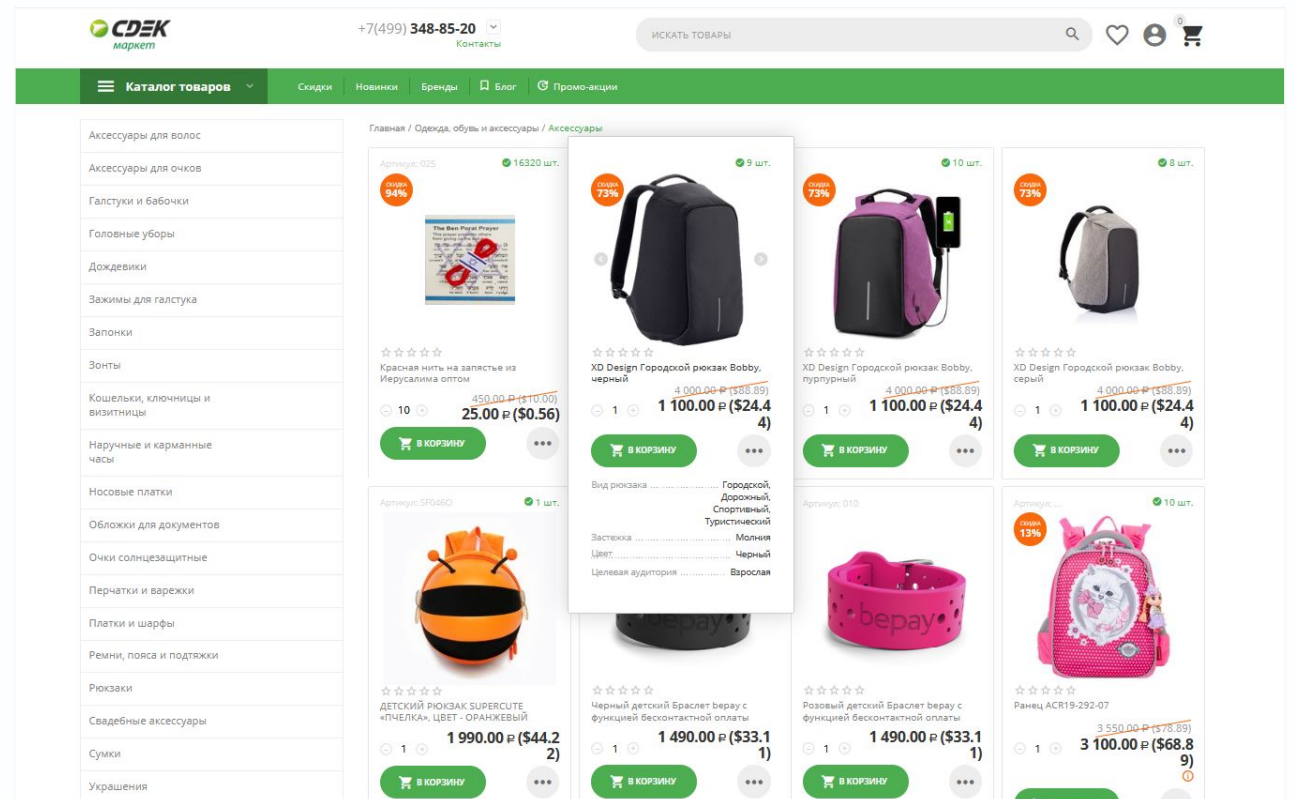 CDEK
маркет
+7(499) 348-85-20
Контакты
ИСКАТЬ ТОВАРЫ
0
Каталог товаров
Скидки
Новинки
Бренды
Блог
Промо-акции
Аксессуары для волос
Аксессуары для очков
Галстуки и бабочки
Головные уборы
Дождевики
Зажимы для галстука
Запонки
Зонты
Кошельки, ключницы и
визитницы
Наручные и карманные
часы
Носовые платки
Обложки для документов
Очки солнцезащитные
Перчатки и варежки
Платки и шарфы
Ремни, пояса и подтяжки
Рюкзаки
Свадебные аксессуары
Сумки
Украшения
Главная / Одежда, обувь и аксессуары / Аксессуары
Артикул: 025
16320 шт.
СКИДКА
94%
The Ben Porat Prayer
Красная нить на запястье из
Иерусалима оптом
450.00 ₽ ($10.00)
10
25.00 ₽ ($0.56)
В КОРЗИНУ
9 шт.
СКИДКА
73%
XD Design Городской рюкзак Bobby,
черный
4 000.00 ₽ ($88.89)
1
1 100.00 ₽ ($24.4
4)
В КОРЗИНУ
Вид рюкзака
Городской,
Дорожный,
Спортивный,
Туристический
Застежка
Молния
Цвет
Черный
Целевая аудитория
Взрослая
10 шт.
СКИДКА
73%
XD Design Городской рюкзак Bobby,
пурпурный
4 000.00 ₽ ($88.89)
1
1 100.00 ₽ ($24.4
4)
В КОРЗИНУ
8 шт.
СКИДКА
73%
XD Design Городской рюкзак Bobby,
серый
4 000.00 ₽ ($88.89)
1
1 100.00 ₽ ($24.4
4)
В КОРЗИНУ
Артикул: SF046O
1 шт.
ДЕТСКИЙ РЮКЗАК SUPERCUTE
«ПЧЕЛКА», ЦВЕТ - ОРАНЖЕВЫЙ
1
1 990.00 ₽ ($44.2
2)
В КОРЗИНУ
bepay
Черный детский Браслет bepay с
функцией бесконтактной оплаты
1
1 490.00 ₽ ($33.1
1)
В КОРЗИНУ
Артикул: 010
bepay
Розовый детский Браслет bepay с
функцией бесконтактной оплаты
1
1 490.00 ₽ ($33.1
1)
В КОРЗИНУ
Артикул: ...
10 шт.
СКИДКА
13%
Ранец ACR19-292-07
3 550.00 ₽ ($78.89)
1
3 100.00 ₽ ($68.8
9)